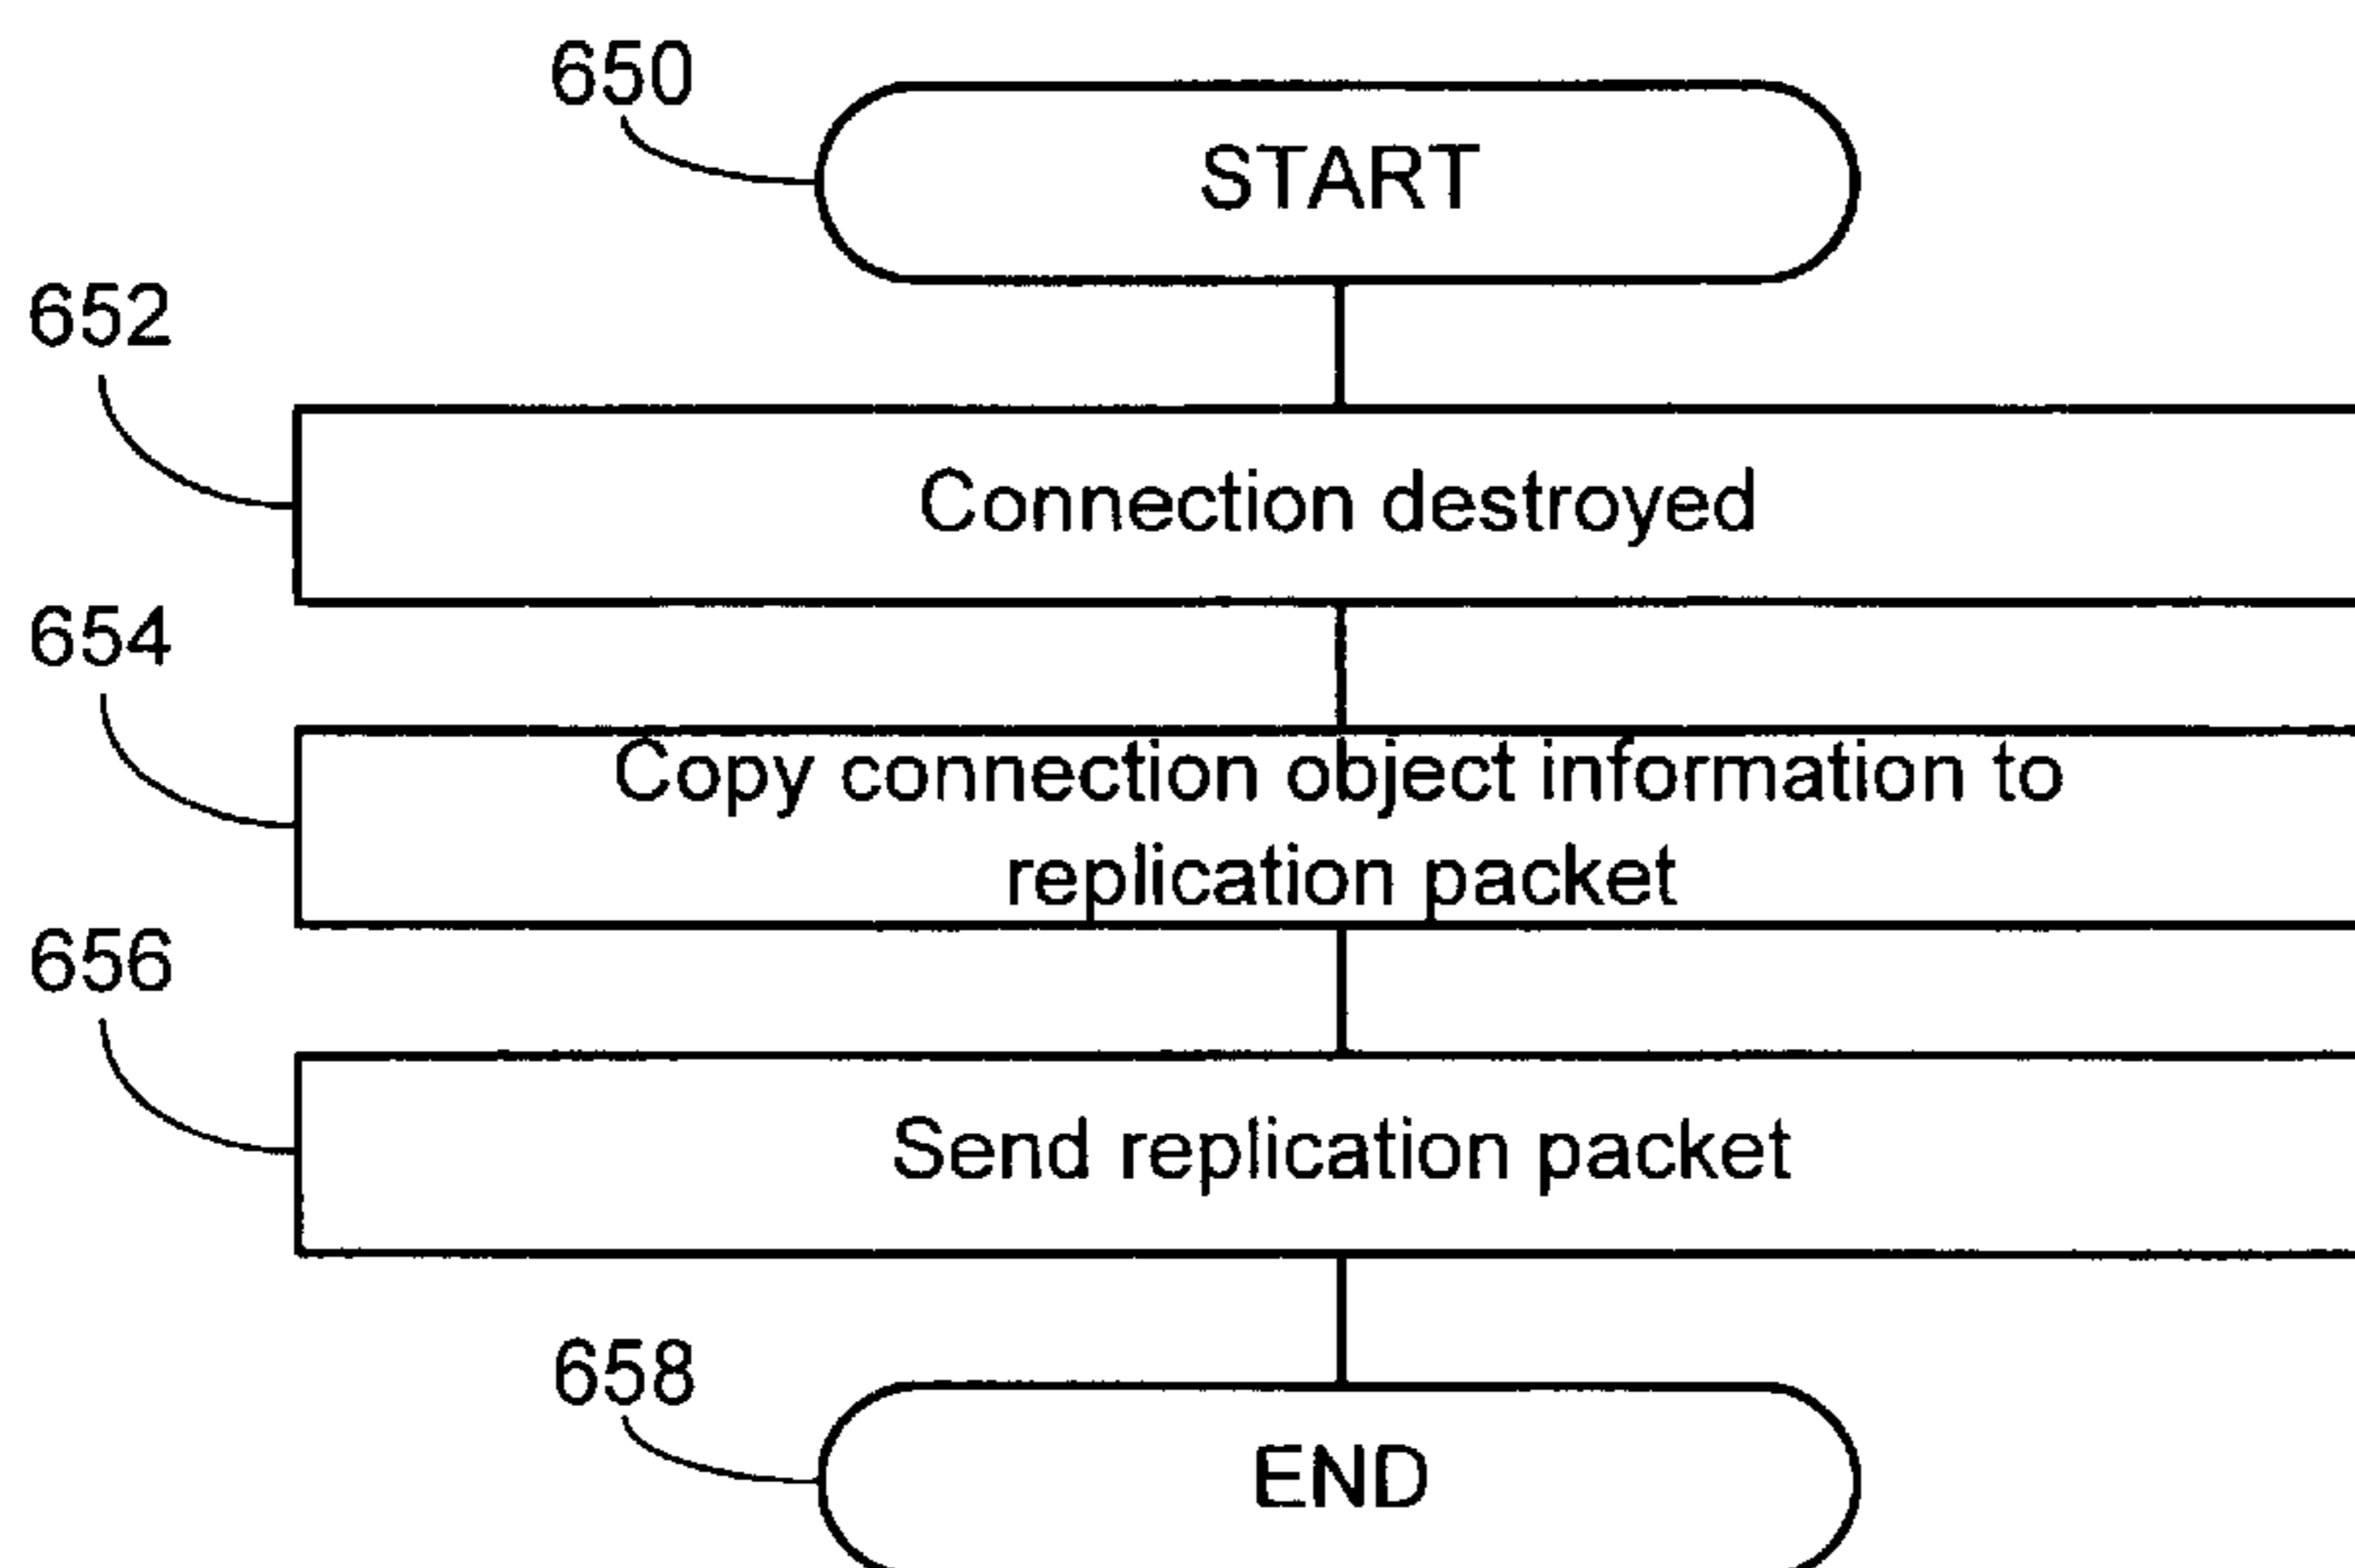 650
START
652
Connection destroyed
654
Copy connection object information to
replication packet
656
Send replication packet
658
END